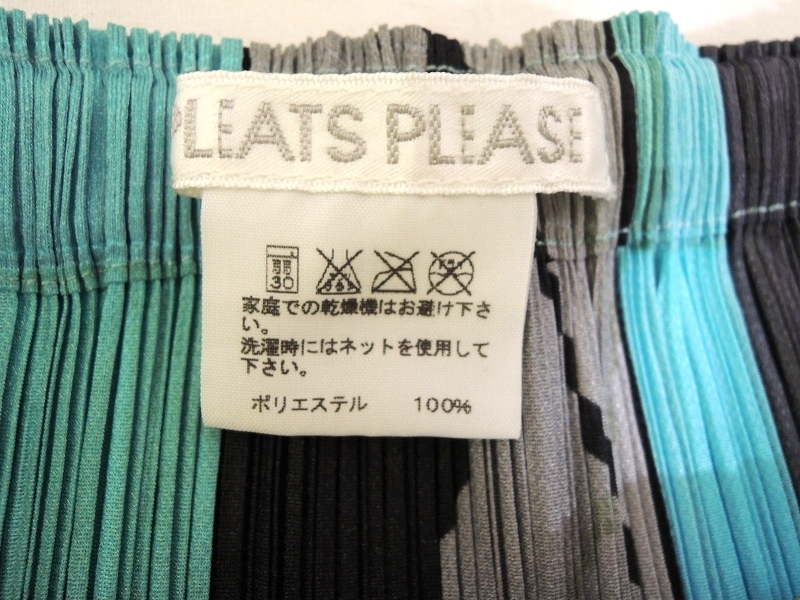 PLEATS PLEASE
弱
30
家庭での乾燥機はお避け下さ
い。
洗濯時にはネットを使用して
下さい。
ポリエステル 100%